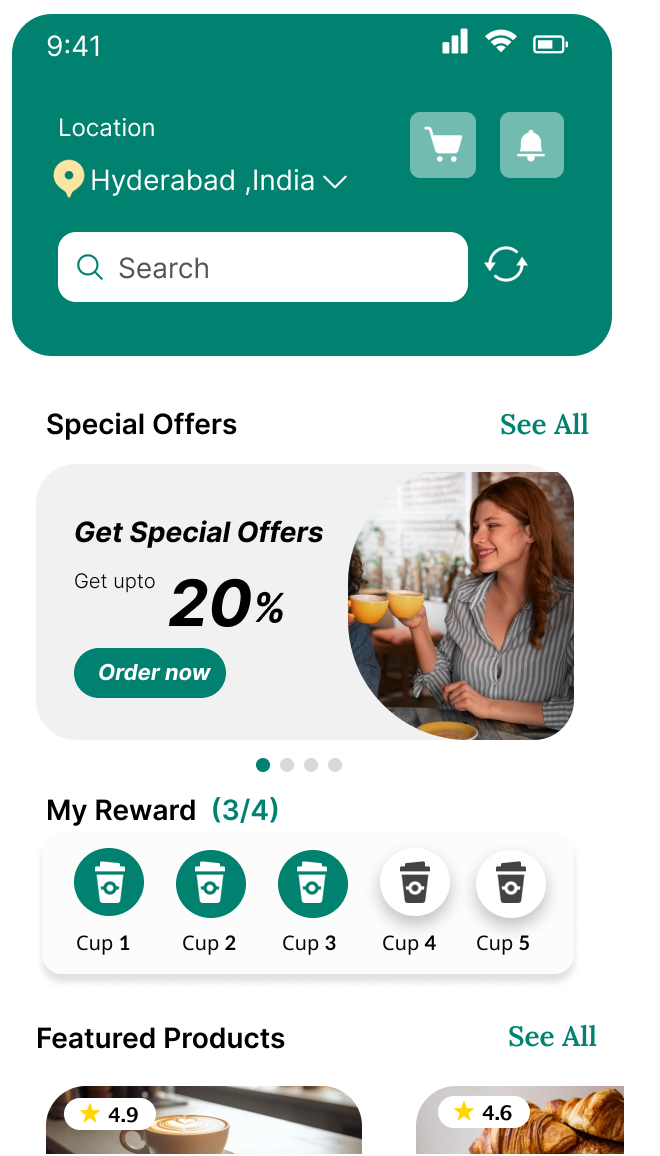 9:41
Location
Hyderabad ,India
Search
Special Offers See All
Get Special Offers
Get upto 20%
Order now
My Reward (3/4)
Cup 1 Cup 2 Cup 3 Cup 4 Cup 5
Featured Products See All
4.9 4.6